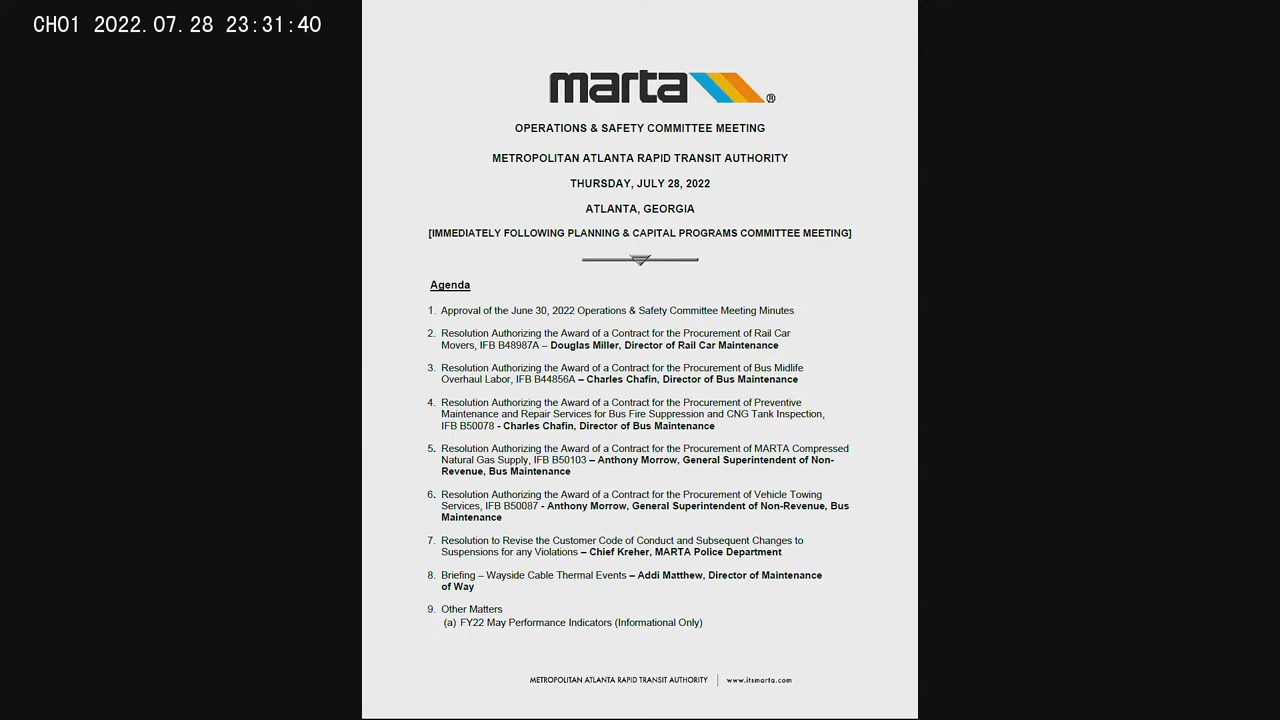 CH01 2022.07.28 23:31:40
marta®
OPERATIONS & SAFETY COMMITTEE MEETING
METROPOLITAN ATLANTA RAPID TRANSIT AUTHORITY
THURSDAY, JULY 28, 2022
ATLANTA, GEORGIA
[IMMEDIATELY FOLLOWING PLANNING & CAPITAL PROGRAMS COMMITTEE MEETING]
Agenda
1. Approval of the June 30, 2022 Operations & Safety Committee Meeting Minutes
2. Resolution Authorizing the Award of a Contract for the Procurement of Rail Car
Movers, IFB B48987A – Douglas Miller, Director of Rail Car Maintenance
3. Resolution Authorizing the Award of a Contract for the Procurement of Bus Midlife
Overhaul Labor, IFB B44856A – Charles Chafin, Director of Bus Maintenance
4. Resolution Authorizing the Award of a Contract for the Procurement of Preventive
Maintenance and Repair Services for Bus Fire Suppression and CNG Tank Inspection,
IFB B50078 - Charles Chafin, Director of Bus Maintenance
5. Resolution Authorizing the Award of a Contract for the Procurement of MARTA Compressed
Natural Gas Supply, IFB B50103 – Anthony Morrow, General Superintendent of Non-
Revenue, Bus Maintenance
6. Resolution Authorizing the Award of a Contract for the Procurement of Vehicle Towing
Services, IFB B50087 - Anthony Morrow, General Superintendent of Non-Revenue, Bus
Maintenance
7. Resolution to Revise the Customer Code of Conduct and Subsequent Changes to
Suspensions for any Violations – Chief Kreher, MARTA Police Department
8. Briefing – Wayside Cable Thermal Events – Addi Matthew, Director of Maintenance
of Way
9. Other Matters
(a) FY22 May Performance Indicators (Informational Only)
METROPOLITAN ATLANTA RAPID TRANSIT AUTHORITY | www.itsmarta.com